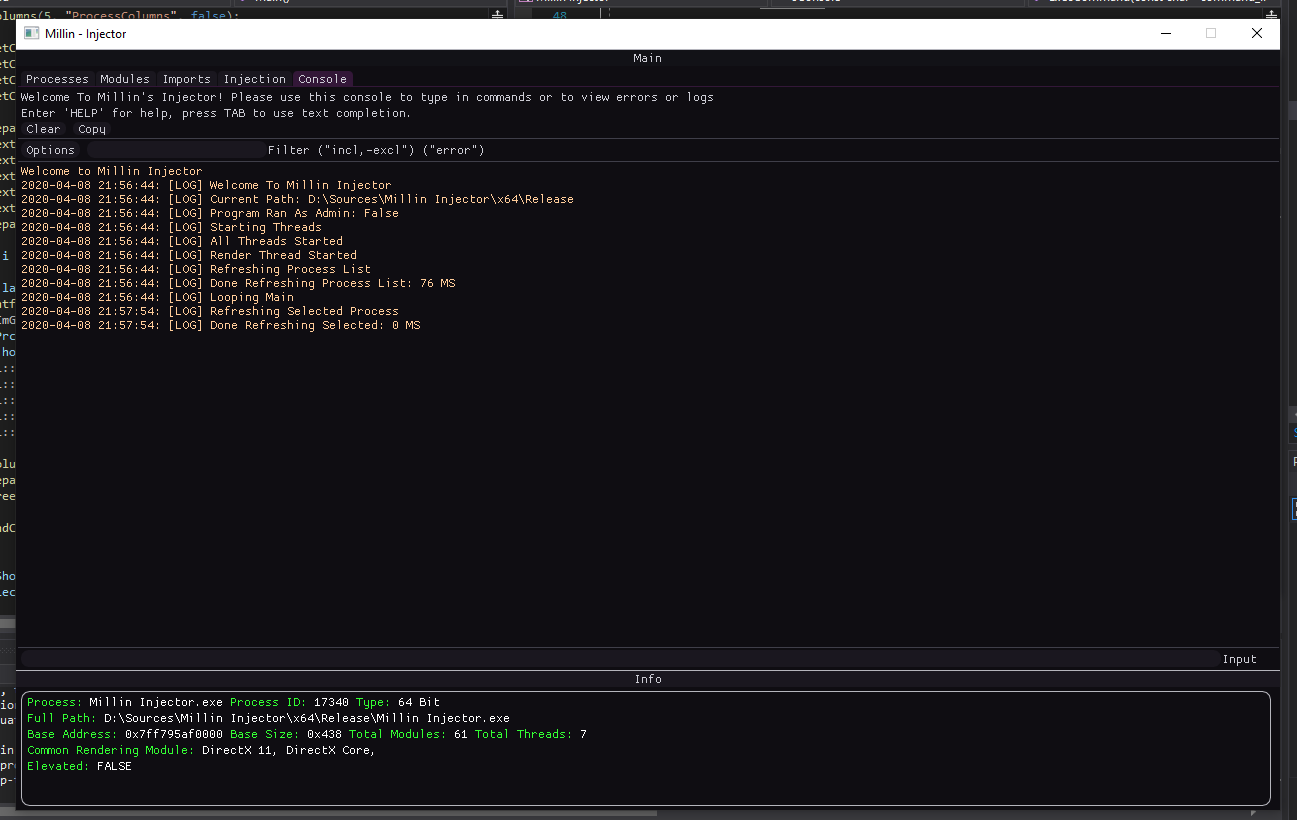 olumns(5, "ProcessColumns", false);
48
Millin - Injector
Main
Processes Modules Imports Injection Console
Welcome To Millin's Injector! Please use this console to type in commands or to view errors or logs
Enter 'HELP' for help, press TAB to use text completion.
Clear Copy
Options Filter ("incl,-excl") ("error")
Welcome to Millin Injector
2020-04-08 21:56:44: [LOG] Welcome To Millin Injector
2020-04-08 21:56:44: [LOG] Current Path: D:\Sources\Millin Injector\x64\Release
2020-04-08 21:56:44: [LOG] Program Ran As Admin: False
2020-04-08 21:56:44: [LOG] Starting Threads
2020-04-08 21:56:44: [LOG] All Threads Started
2020-04-08 21:56:44: [LOG] Render Thread Started
2020-04-08 21:56:44: [LOG] Refreshing Process List
2020-04-08 21:56:44: [LOG] Done Refreshing Process List: 76 MS
2020-04-08 21:56:44: [LOG] Looping Main
2020-04-08 21:57:54: [LOG] Refreshing Selected Process
2020-04-08 21:57:54: [LOG] Done Refreshing Selected: 0 MS
Input
Info
Process: Millin Injector.exe Process ID: 17340 Type: 64 Bit
Full Path: D:\Sources\Millin Injector\x64\Release\Millin Injector.exe
Base Address: 0x7ff795af0000 Base Size: 0x438 Total Modules: 61 Total Threads: 7
Common Rendering Module: DirectX 11, DirectX Core,
Elevated: FALSE